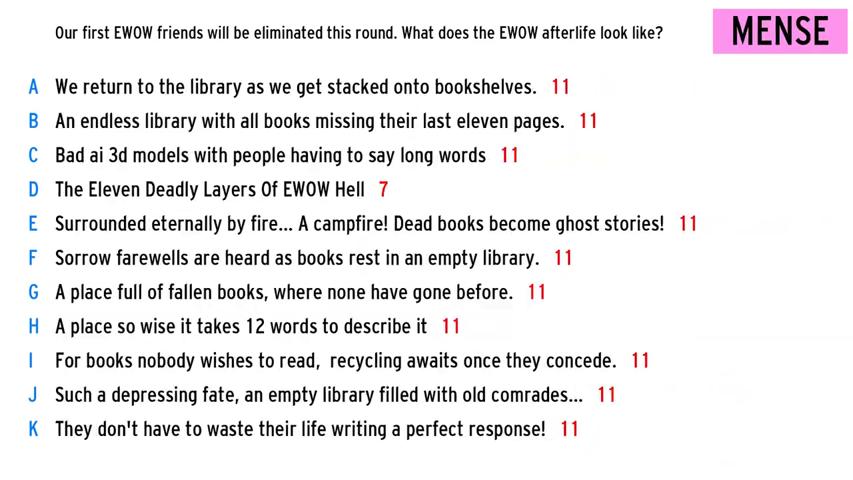 Our first EWOW friends will be eliminated this round. What does the EWOW afterlife look like?
MENSE
A We return to the library as we get stacked onto bookshelves. 11
B An endless library with all books missing their last eleven pages. 11
C Bad ai 3d models with people having to say long words 11
D The Eleven Deadly Layers Of EWOW Hell 7
E Surrounded eternally by fire... A campfire! Dead books become ghost stories! 11
F Sorrow farewells are heard as books rest in an empty library. 11
G A place full of fallen books, where none have gone before. 11
H A place so wise it takes 12 words to describe it 11
I For books nobody wishes to read,  recycling awaits once they concede. 11
J Such a depressing fate, an empty library filled with old comrades... 11
K They don't have to waste their life writing a perfect response! 11